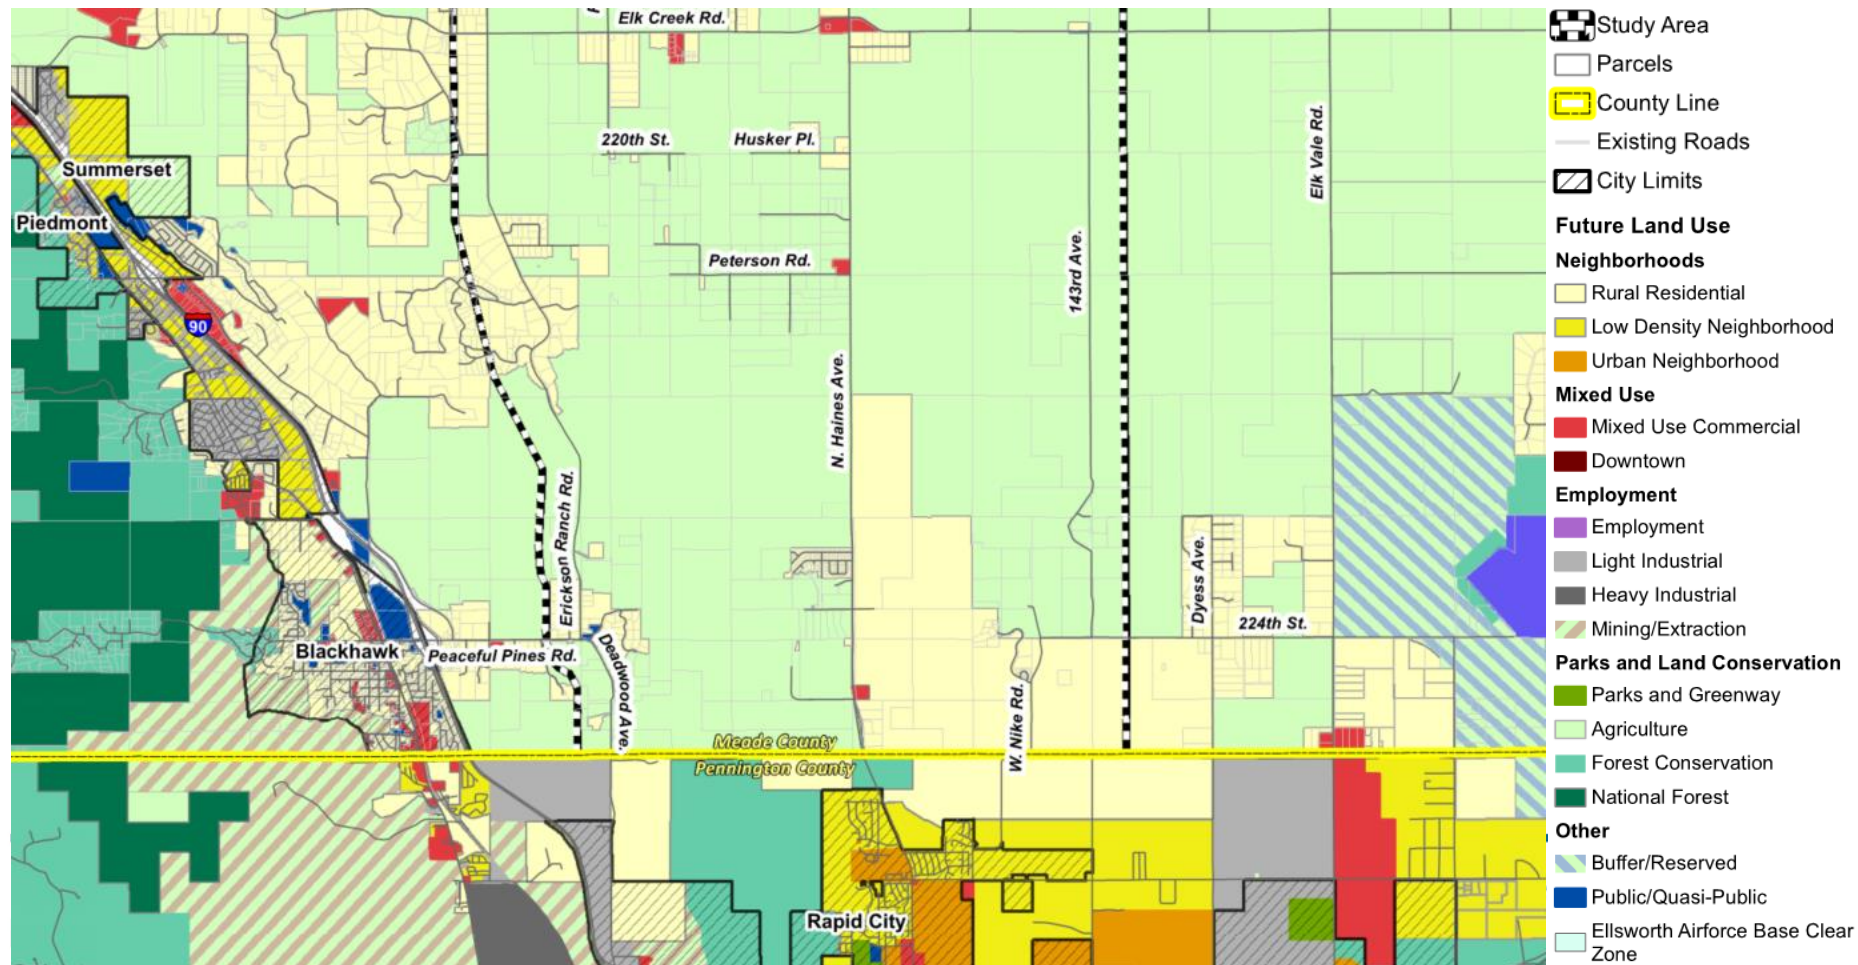 Elk Creek Rd.
220th St.
Husker Pl.
Elk Vale Rd.
Summerset
Piedmont
143rd Ave.
Peterson Rd.
90
N. Haines Ave.
Erickson Ranch Rd.
Dyess Ave.
224th St.
Blackhawk
Peaceful Pines Rd.
Deadwood Ave.
W. Nike Rd.
Meade County
Pennington County
Rapid City
Study Area
Parcels
County Line
Existing Roads
City Limits
Future Land Use
Neighborhoods
Rural Residential
Low Density Neighborhood
Urban Neighborhood
Mixed Use
Mixed Use Commercial
Downtown
Employment
Employment
Light Industrial
Heavy Industrial
Mining/Extraction
Parks and Land Conservation
Parks and Greenway
Agriculture
Forest Conservation
National Forest
Other
Buffer/Reserved
Public/Quasi-Public
Ellsworth Airforce Base Clear
Zone